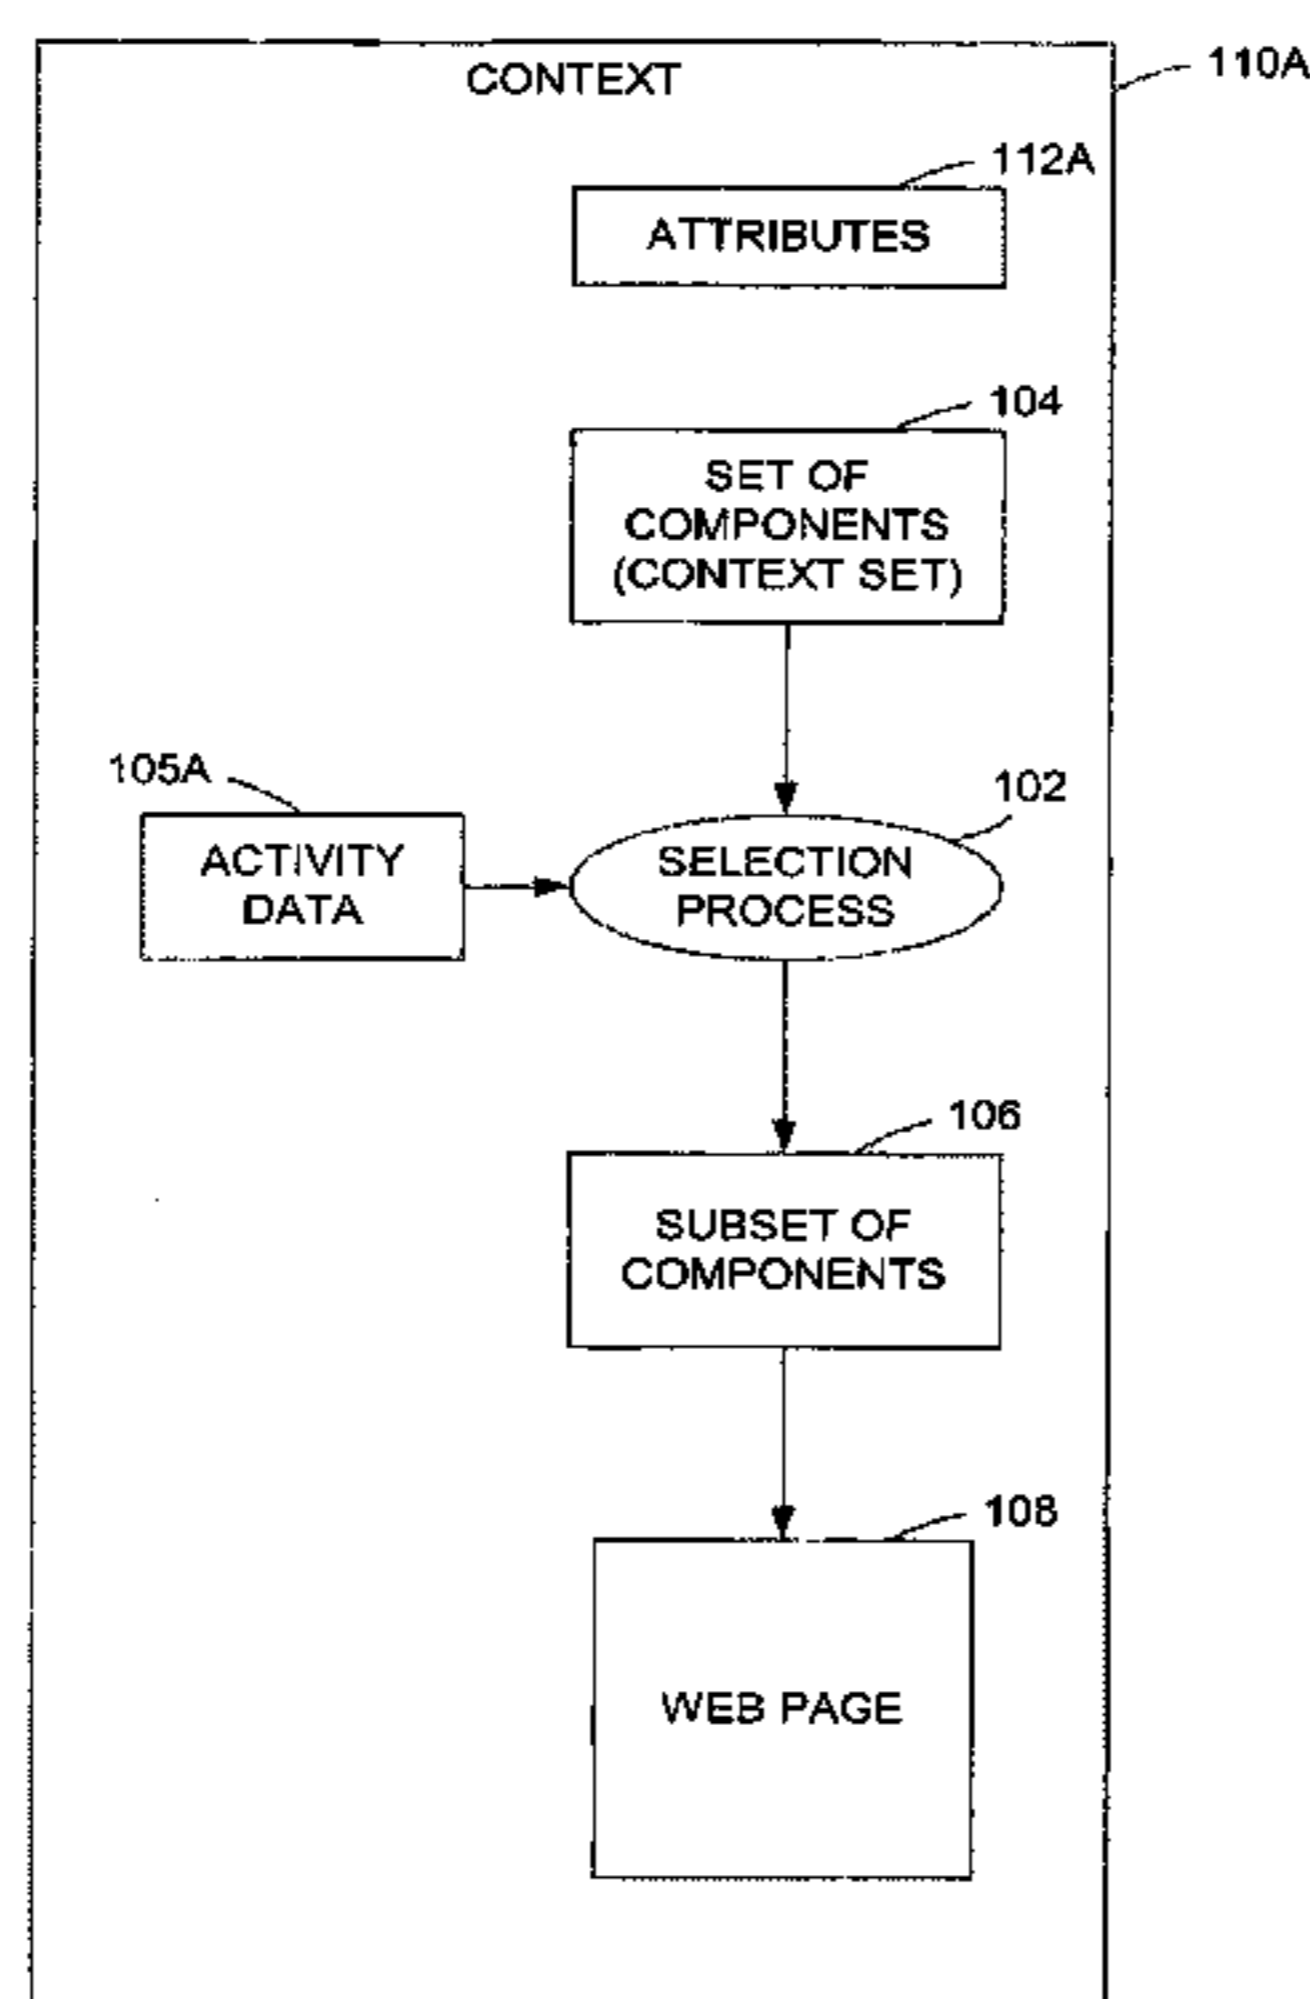 CONTEXT
110A
112A
ATTRIBUTES
104
SET OF
COMPONENTS
(CONTEXT SET)
105A
102
ACTIVITY
DATA
SELECTION
PROCESS
106
SUBSET OF
COMPONENTS
108
WEB PAGE